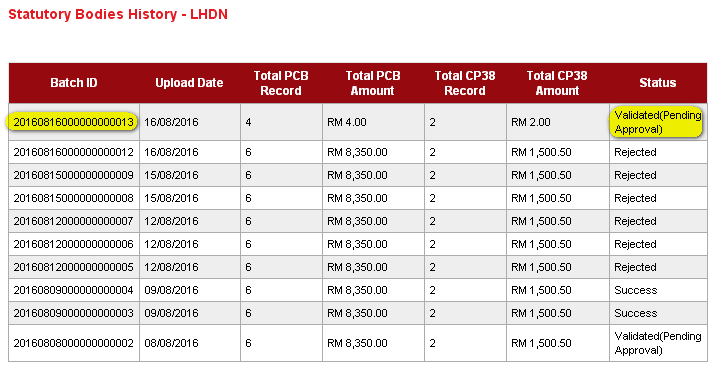 Statutory Bodies History - LHDN
Batch ID Upload Date Total PCB Record Total PCB Amount Total CP38 Record Total CP38 Amount Status
20160816000000000013 16/08/2016 4 RM 4.00 2 RM 2.00 Validated(Pending Approval)
20160816000000000012 16/08/2016 6 RM 8,350.00 2 RM 1,500.50 Rejected
20160815000000000009 15/08/2016 6 RM 8,350.00 2 RM 1,500.50 Rejected
20160815000000000008 15/08/2016 6 RM 8,350.00 2 RM 1,500.50 Rejected
20160812000000000007 12/08/2016 6 RM 8,350.00 2 RM 1,500.50 Rejected
20160812000000000006 12/08/2016 6 RM 8,350.00 2 RM 1,500.50 Rejected
20160812000000000005 12/08/2016 6 RM 8,350.00 2 RM 1,500.50 Rejected
20160809000000000004 09/08/2016 6 RM 8,350.00 2 RM 1,500.50 Success
20160809000000000003 09/08/2016 6 RM 8,350.00 2 RM 1,500.50 Success
20160808000000000002 08/08/2016 6 RM 8,350.00 2 RM 1,500.50 Validated(Pending Approval)